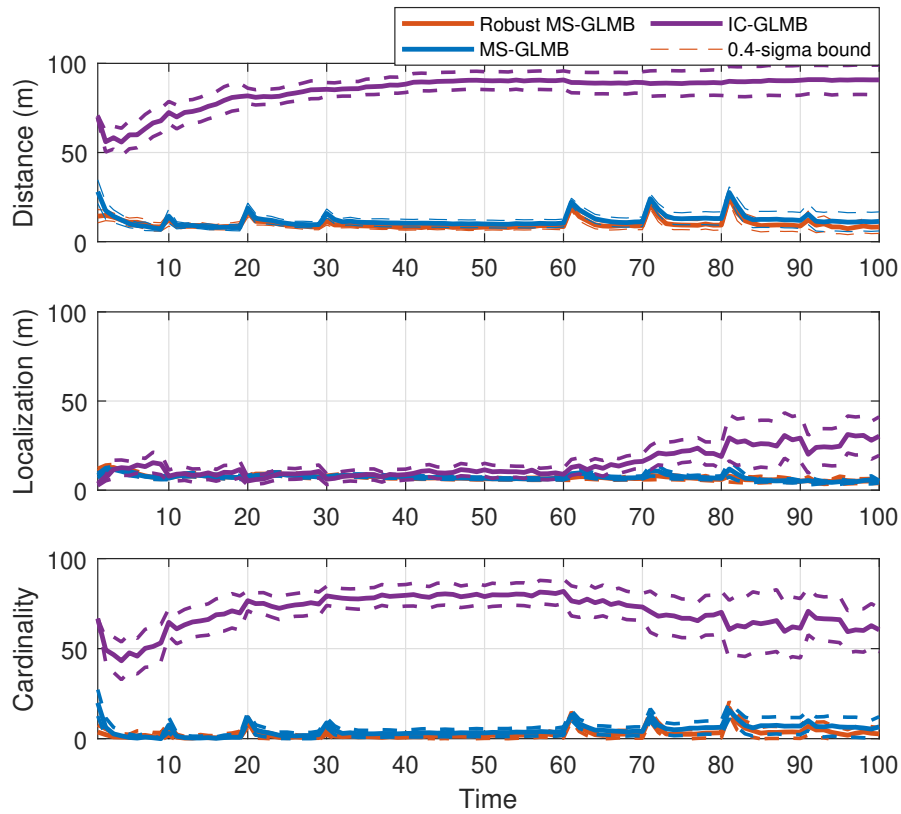 Robust MS-GLMB
IC-GLMB
MS-GLMB
0.4-sigma bound
100
50
0
Distance (m)
10 20 30 40 50 60 70 80 90 100
100
50
0
Localization (m)
10 20 30 40 50 60 70 80 90 100
100
50
0
Cardinality
10 20 30 40 50 60 70 80 90 100
Time